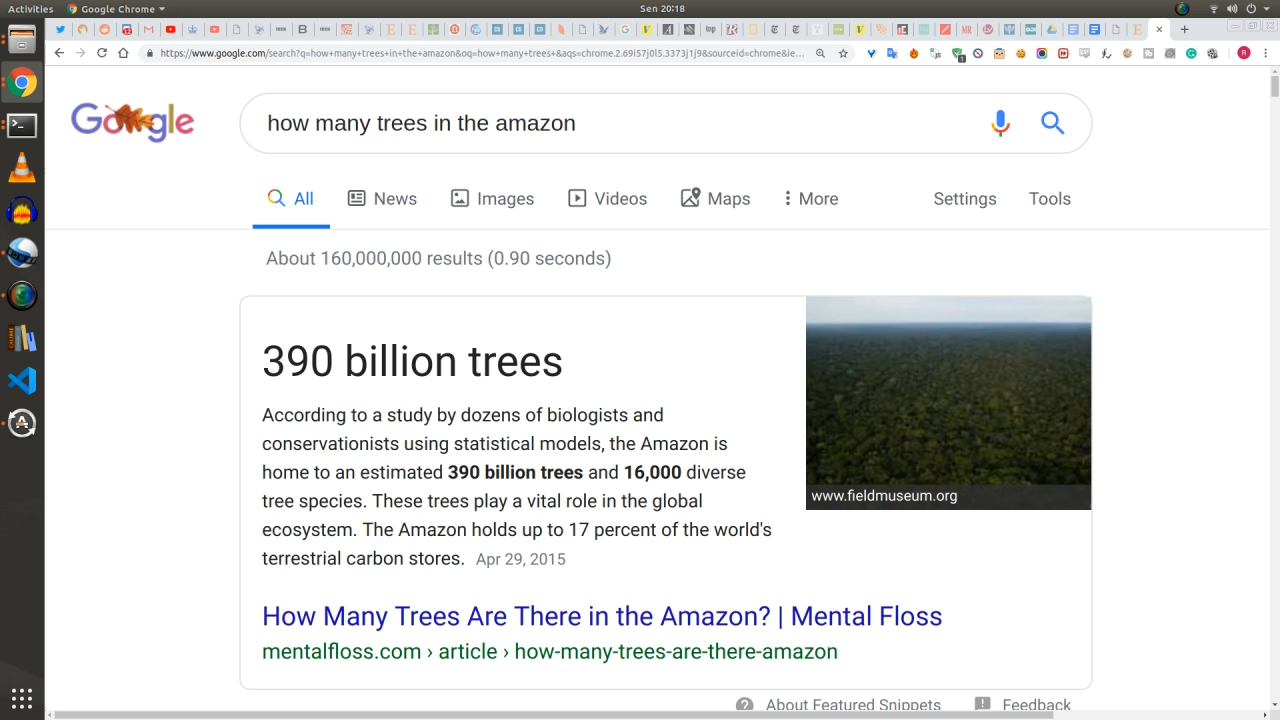 Activities
Google Chrome
Sen 20:18
https://www.google.com/search?q=how+many+trees+in+the+amazon&oq=how+many+trees+&aqs=chrome.2.69i57j0l5.3373j1j9&sourceid=chrome&ie...
Google
how many trees in the amazon
All News Images Videos Maps More Settings Tools
About 160,000,000 results (0.90 seconds)
390 billion trees
According to a study by dozens of biologists and
conservationists using statistical models, the Amazon is
home to an estimated 390 billion trees and 16,000 diverse
tree species. These trees play a vital role in the global
ecosystem. The Amazon holds up to 17 percent of the world's
terrestrial carbon stores. Apr 29, 2015
www.fieldmuseum.org
How Many Trees Are There in the Amazon? | Mental Floss
mentalfloss.com › article › how-many-trees-are-there-amazon
About Featured Snippets Feedback